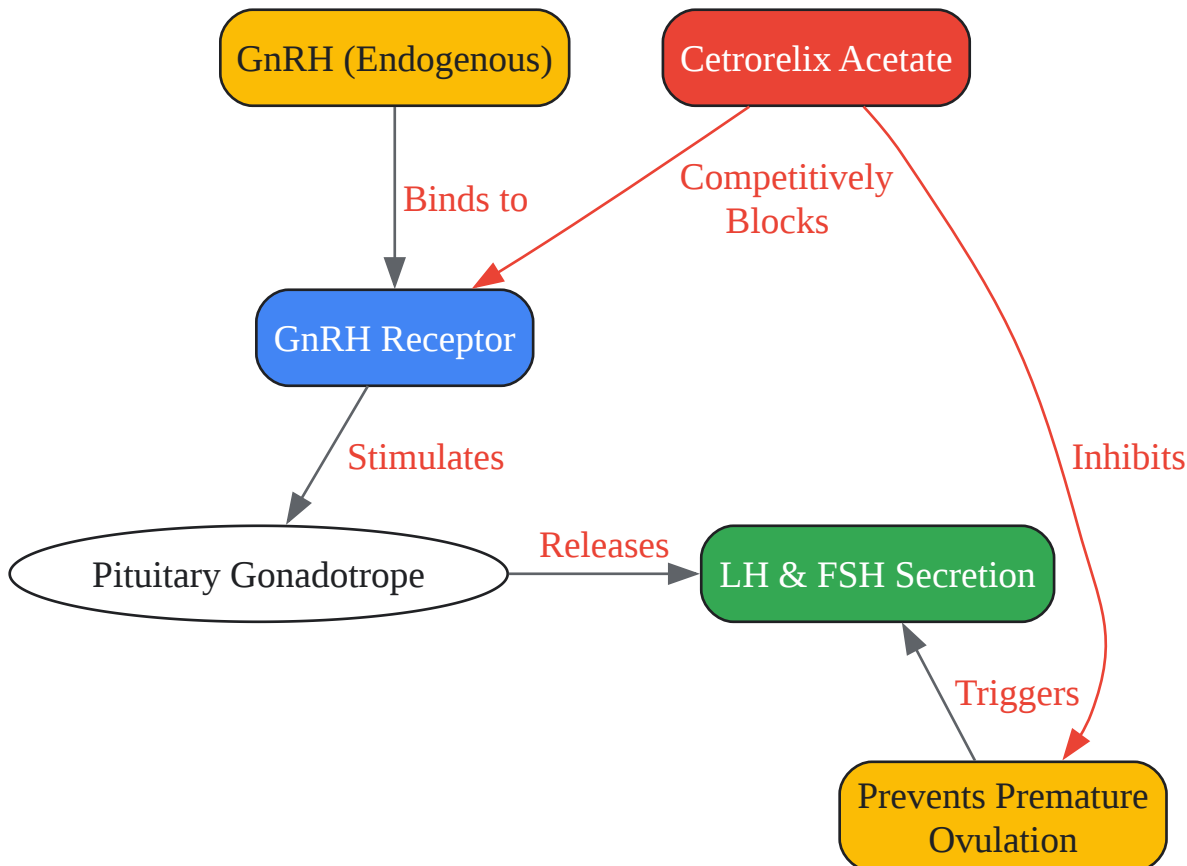 GnRH (Endogenous)
Cetrorelix Acetate
Competitively
Blocks
Binds to
GnRH Receptor
Stimulates
Inhibits
Releases
Pituitary Gonadotrope
LH & FSH Secretion
Triggers
Prevents Premature
Ovulation